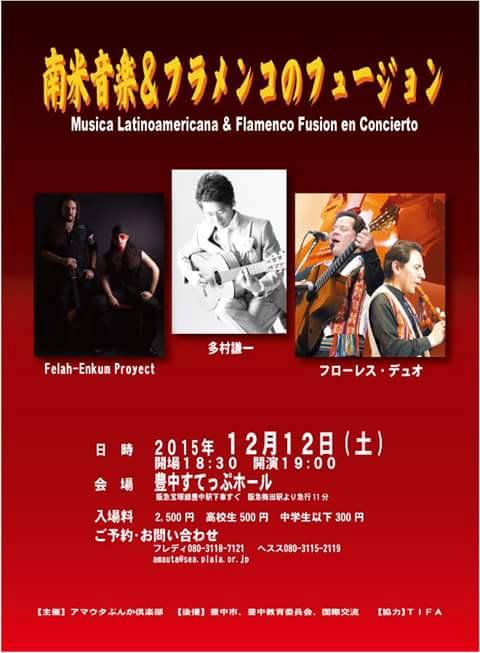 南米音楽&フラメンコのフュージョン
Musica Latinoamericana & Flamenco Fusion en Concierto
Felah-Enkum Proyect
多村謙一
フローレス・デュオ
日 時 2015年 12月12日(土)
開場18:30 開演19:00
会 場 豊中すてっぷホール
阪急宝塚線豊中駅下車すぐ 阪急梅田駅より急行11分
入場料 2.500円 高校生500円 中学生以下300円
ご予約・お問い合わせ
フレディ080-3118-7121 ヘスス080-3115-2119
amauta@sea.plala.or.jp
【主催】アマウタぶんか倶楽部 【後援】豊中市、豊中教育委員会、国際交流 【協力】TIFA